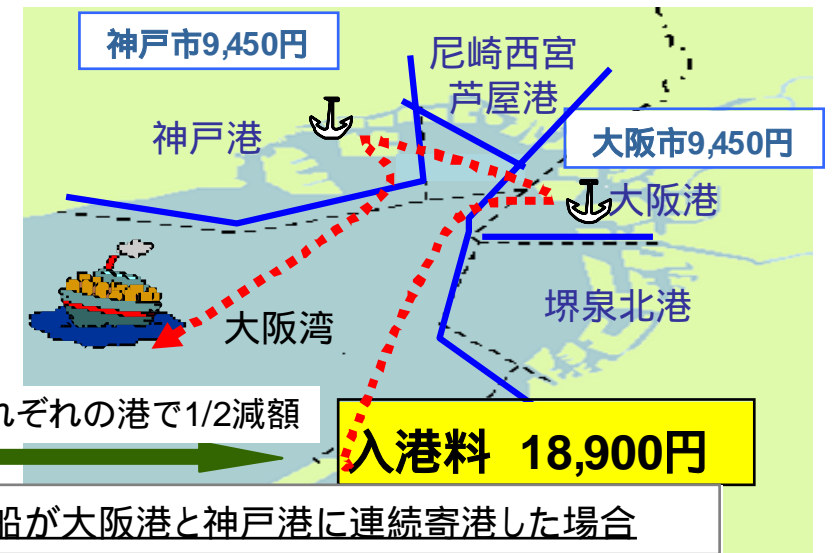 神戸市9,450円
尼崎西宮
芦屋港
神戸港
大阪市9,450円
大阪港
堺泉北港
大阪湾
れぞれの港で1/2減額
入港料 18,900円
船が大阪港と神戸港に連続寄港した場合